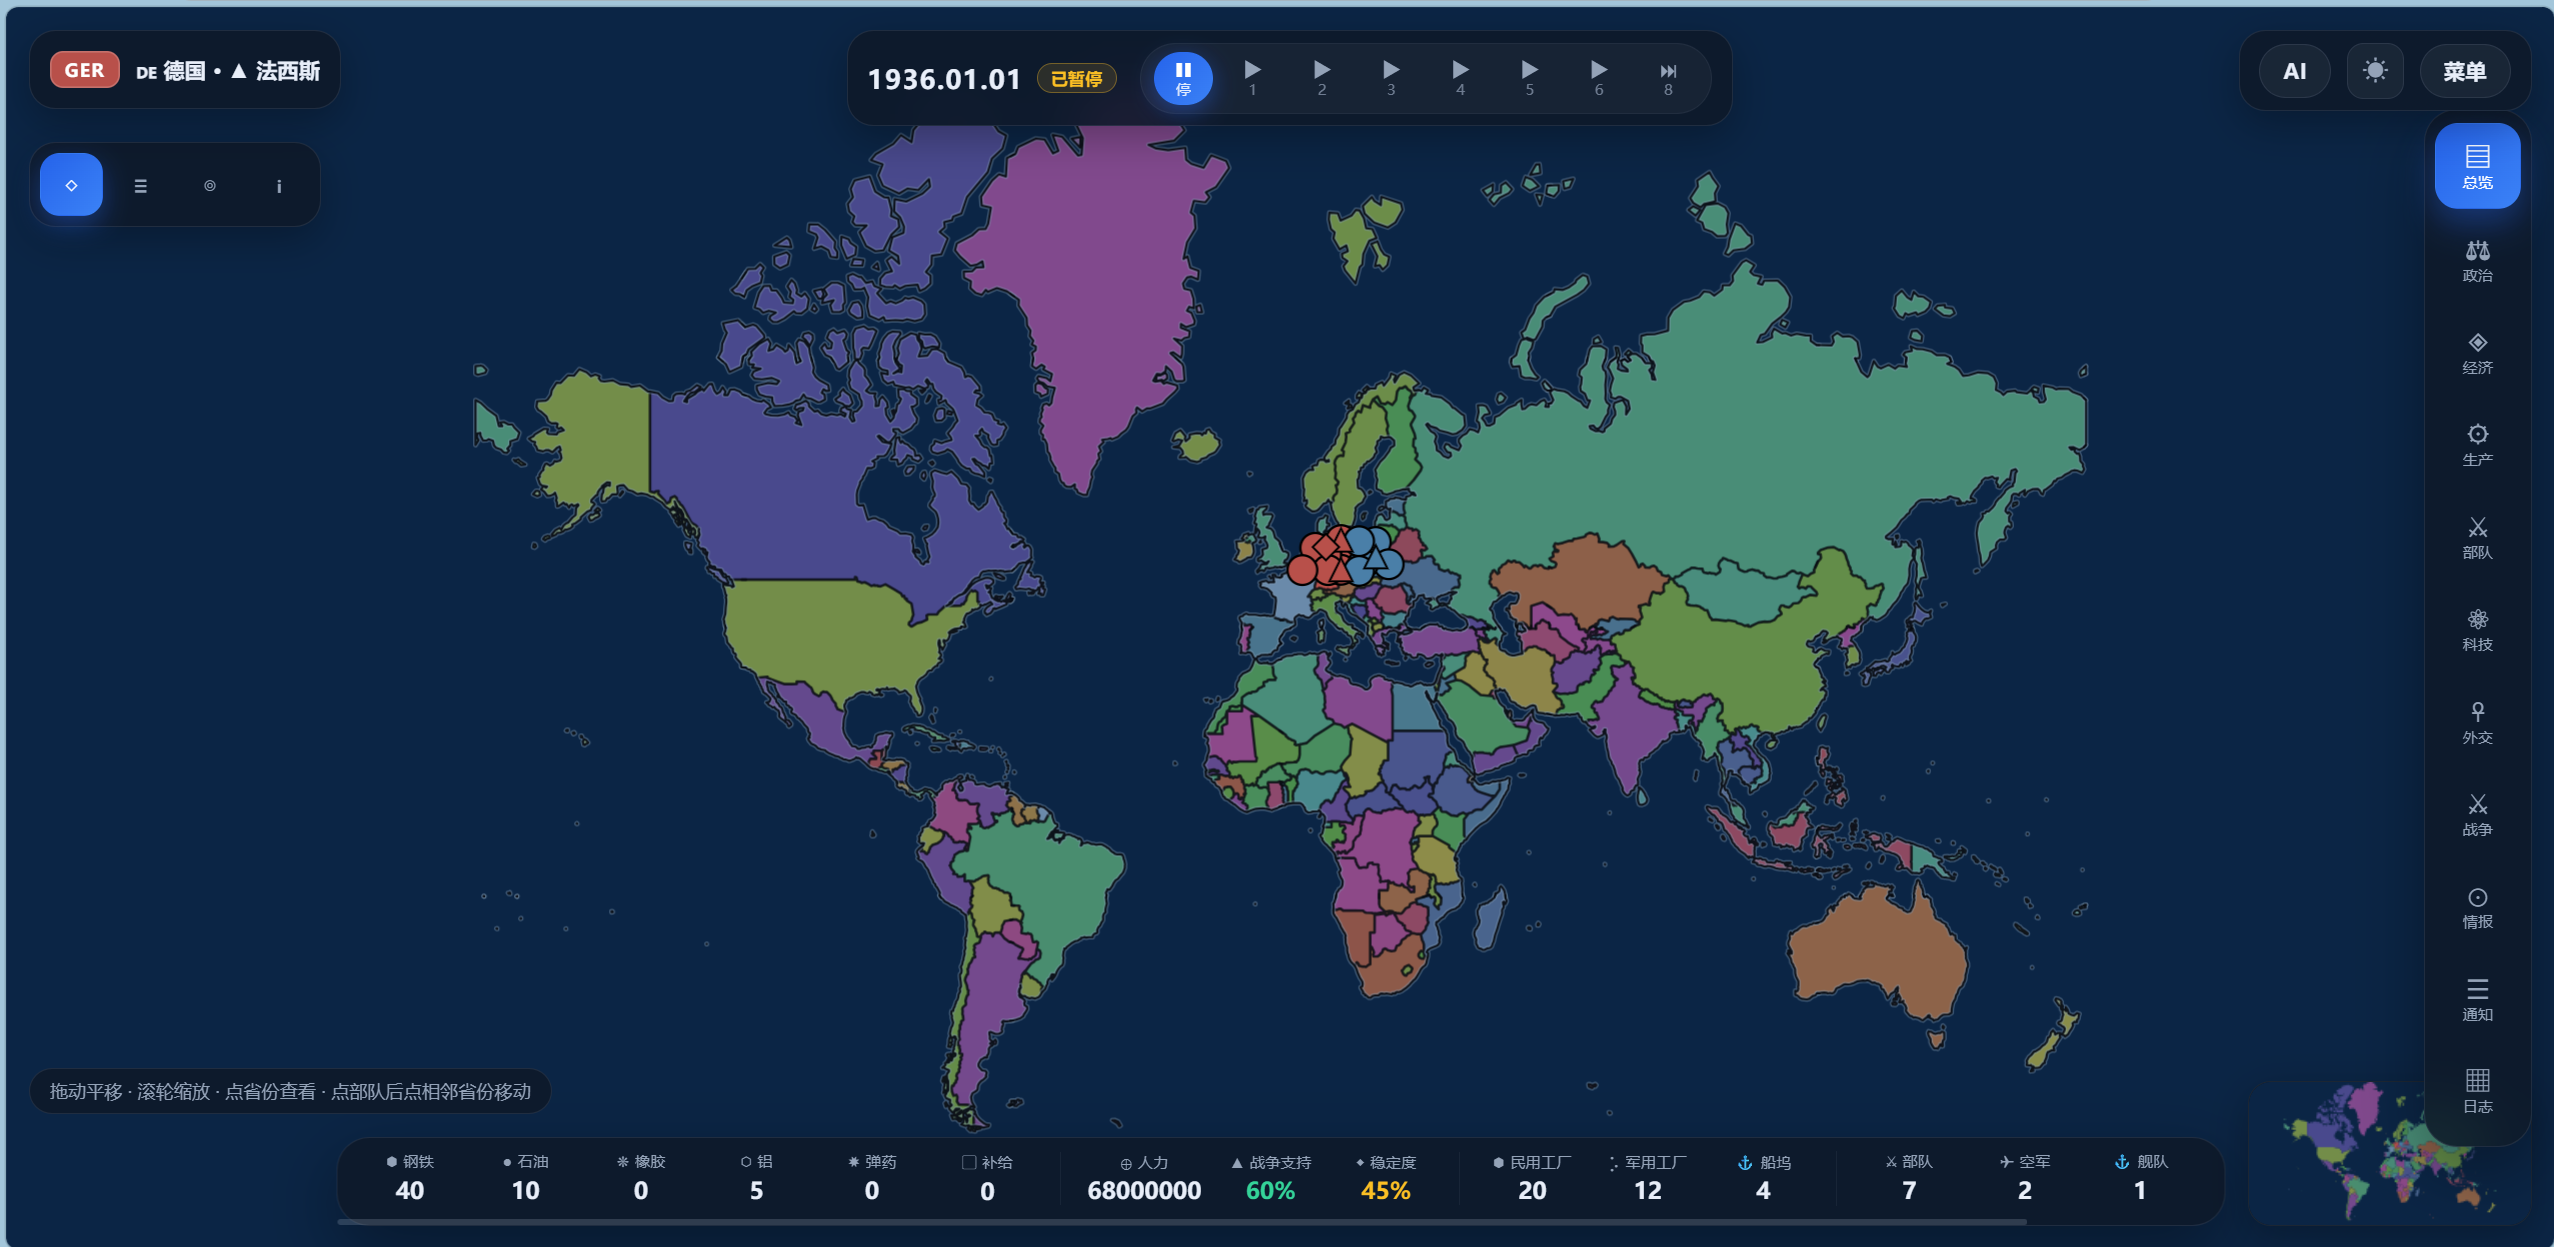 GER DE 德国 • ▲ 法西斯
1936.01.01 已暂停
停 1 2 3 4 5 6 8
AI 菜单
总览
政治
经济
生产
部队
科技
外交
战争
情报
通知
日志
拖动平移 · 滚轮缩放 · 点省份查看 · 点部队后点相邻省份移动
钢铁 石油 橡胶 铝 弹药 补给 人力 战争支持 稳定度 民用工厂 军用工厂 船坞 部队 空军 舰队
40 10 0 5 0 0 68000000 60% 45% 20 12 4 7 2 1